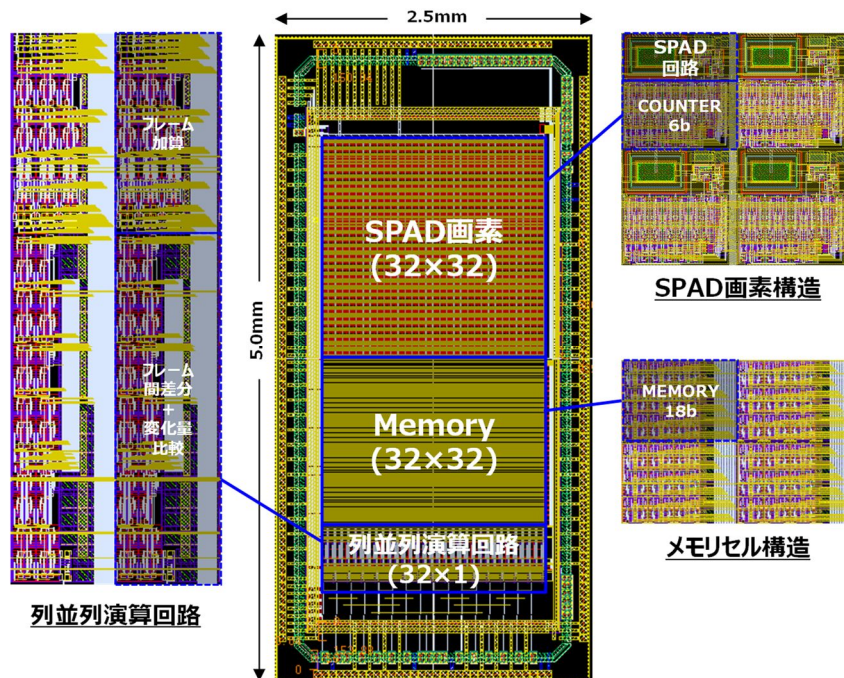 2.5mm
5.0mm
フレーム
加算
フレーム
間差分
+
変化量
比較
列並列演算回路
SPAD画素
(32×32)
Memory
(32×32)
列並列演算回路
(32×1)
SPAD
回路
COUNTER
6b
SPAD画素構造
MEMORY
18b
メモリセル構造